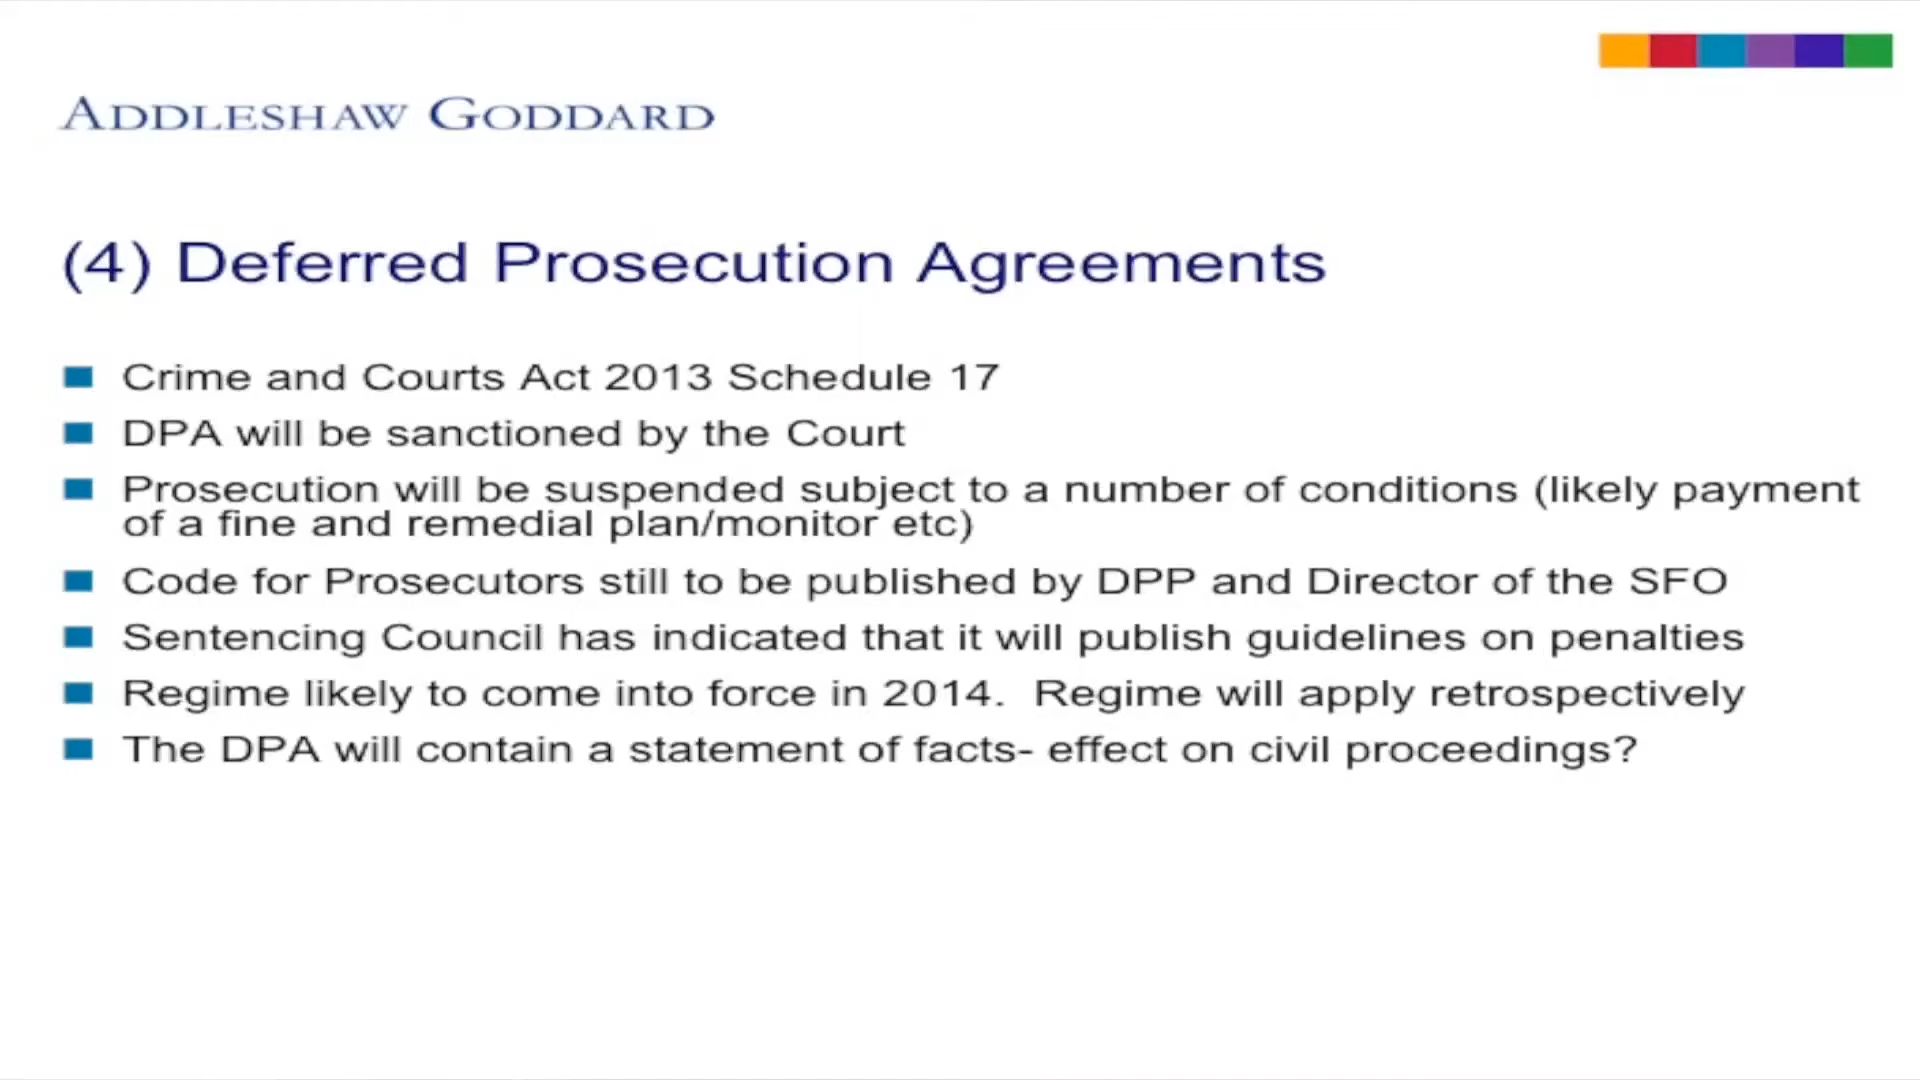 ADDLESHAW GODDARD
(4) Deferred Prosecution Agreements
Crime and Courts Act 2013 Schedule 17
DPA will be sanctioned by the Court
Prosecution will be suspended subject to a number of conditions (likely payment
of a fine and remedial plan/monitor etc)
Code for Prosecutors still to be published by DPP and Director of the SFO
Sentencing Council has indicated that it will publish guidelines on penalties
Regime likely to come into force in 2014.  Regime will apply retrospectively
The DPA will contain a statement of facts- effect on civil proceedings?